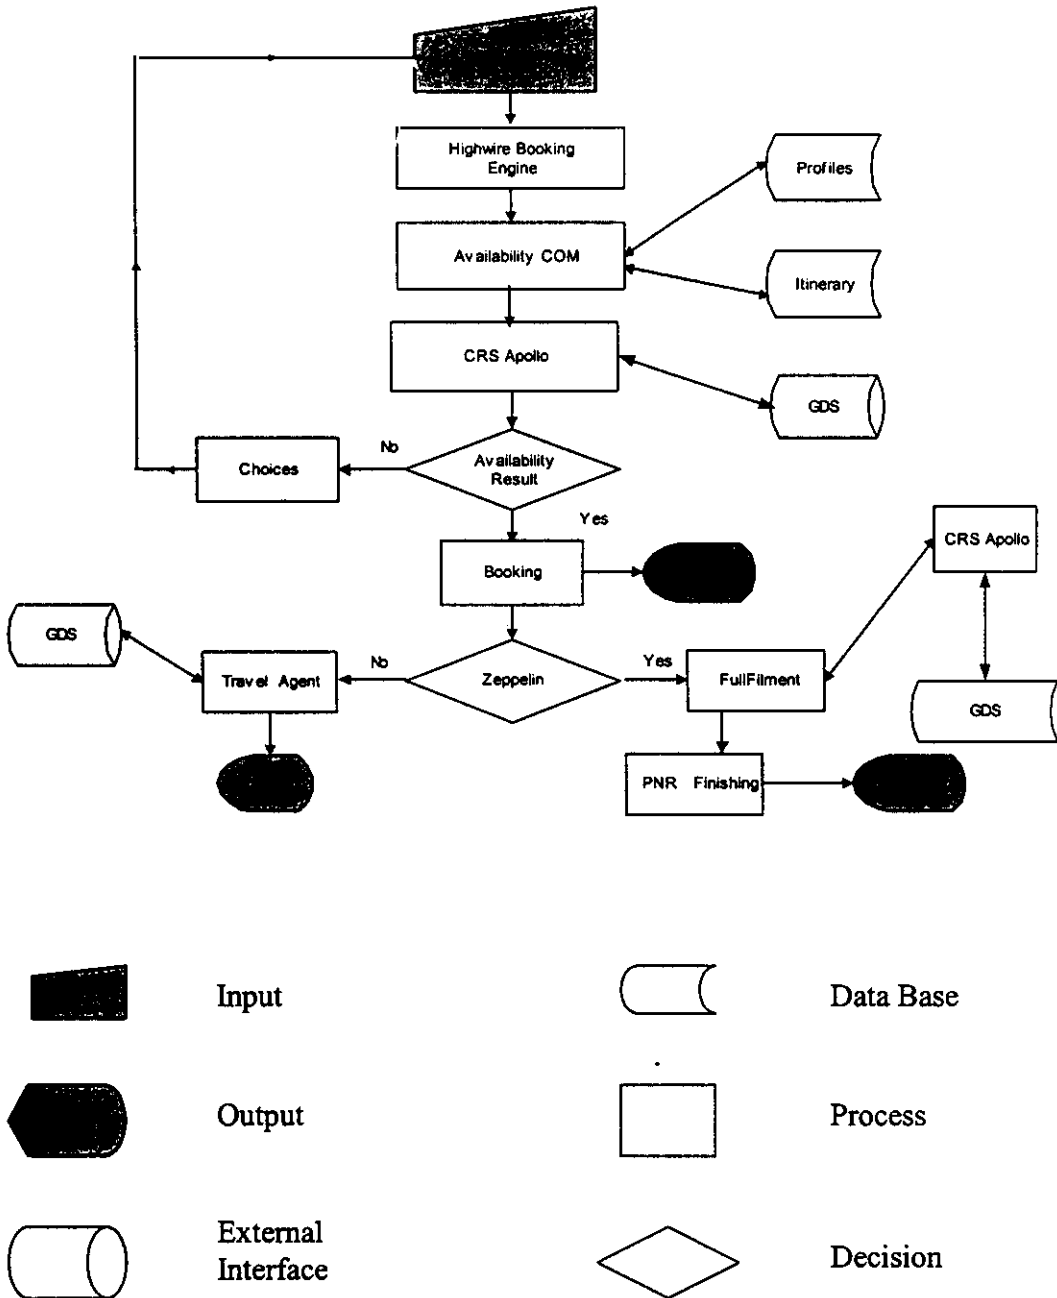 Highwire Booking
Engine
Profiles
Availability COM
Itinerary
CRS Apollo
GDS
No
Choices
Availability
Result
Yes
CRS Apollo
Booking
GDS
No
Travel Agent
Zeppelin
Yes
FullFilment
GDS
PNR Finishing
Input
Data Base
Output
Process
External
Interface
Decision